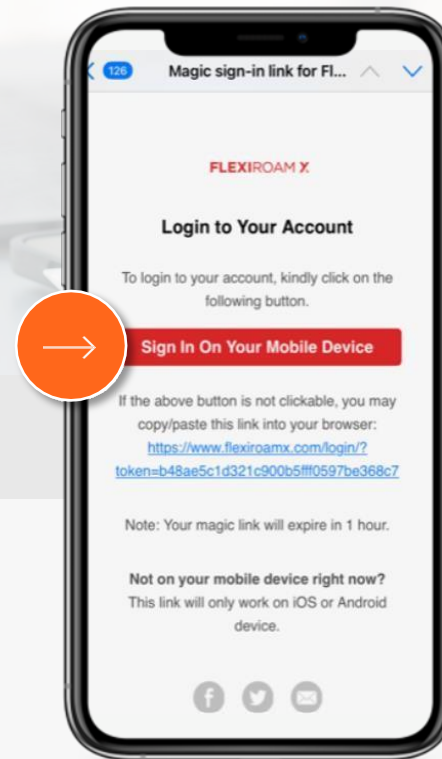 126 Magic sign-in link for Fl...
FLEXIROAM X
Login to Your Account
To login to your account, kindly click on the
following button.
Sign In On Your Mobile Device
If the above button is not clickable, you may
copy/paste this link into your browser:
https://www.flexiroamx.com/login/?
token=b48ae5c1d321c900b5fff0597be368c7
Note: Your magic link will expire in 1 hour.
Not on your mobile device right now?
This link will only work on iOS or Android
device.